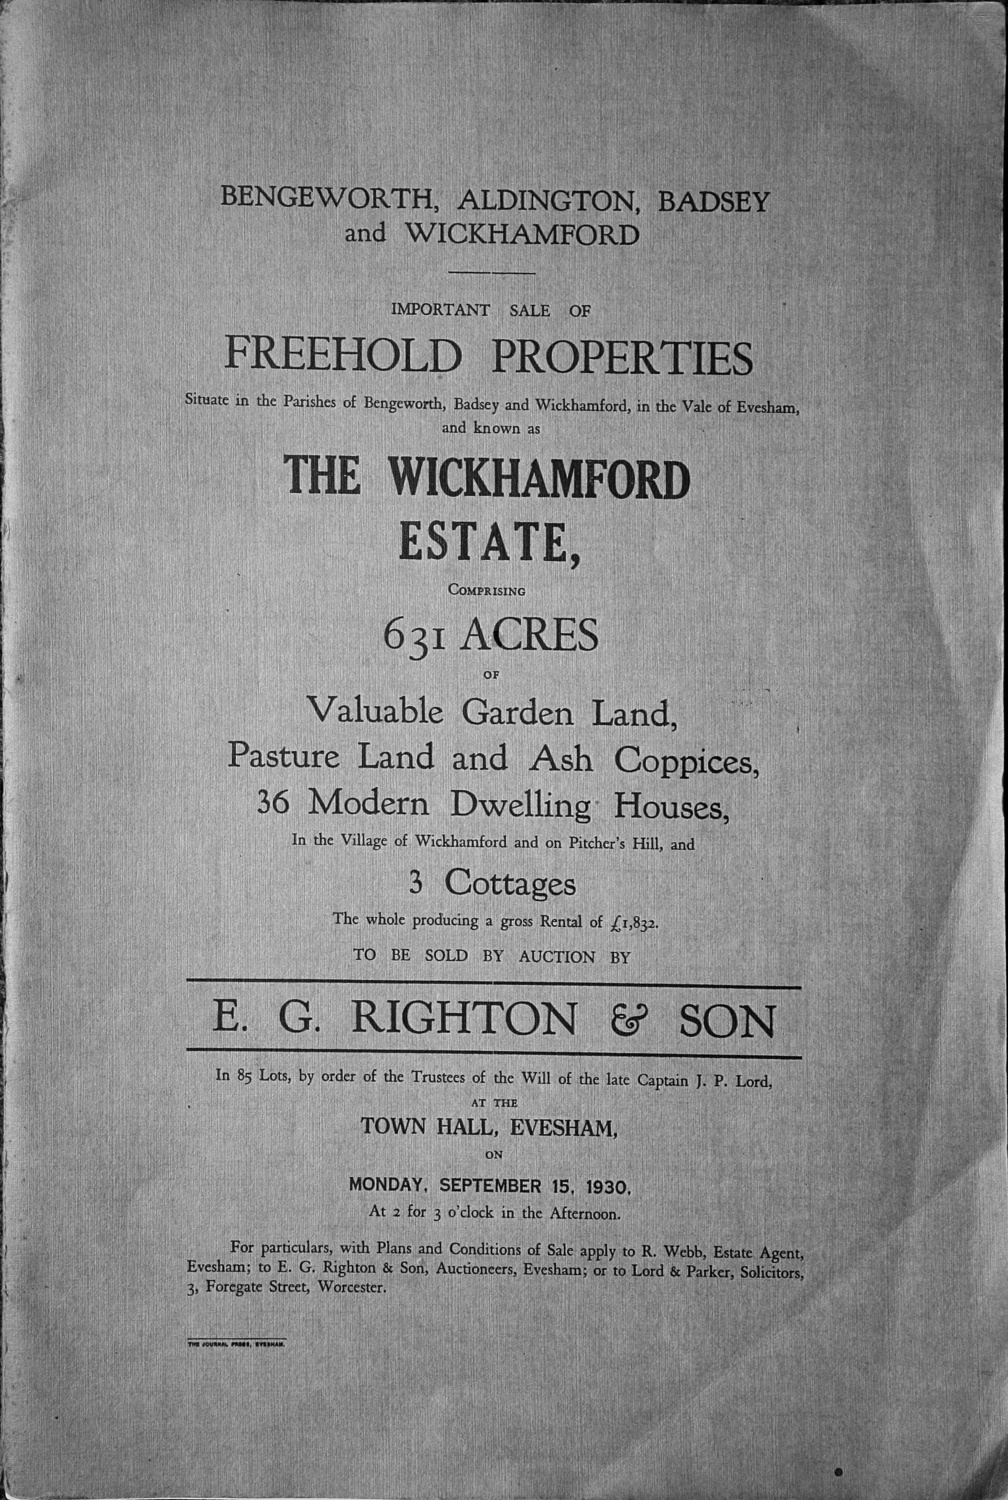 BENGEWORTH, ALDINGTON, BADSEY
and WICKHAMFORD
IMPORTANT SALE OF
FREEHOLD PROPERTIES
Situate in the Parishes of Bengeworth, Badsey and Wickhamford, in the Vale of Evesham,
and known as
THE WICKHAMFORD
ESTATE,
COMPRISING
631 ACRES
OF
Valuable Garden Land,
Pasture Land and Ash Coppices,
36 Modern Dwelling Houses,
In the Village of Wickhamford and on Pitcher's Hill, and
3 Cottages
The whole producing a gross Rental of £1,832.
TO BE SOLD BY AUCTION BY
E. G. RIGHTON & SON
In 85 Lots, by order of the Trustees of the Will of the late Captain J. P. Lord,
AT THE
TOWN HALL, EVESHAM,
ON
MONDAY, SEPTEMBER 15, 1930,
At 2 for 3 o'clock in the Afternoon.
For particulars, with Plans and Conditions of Sale apply to R. Webb, Estate Agent,
Evesham; to E. G. Righton & Son, Auctioneers, Evesham; or to Lord & Parker, Solicitors,
3, Foregate Street, Worcester.
THE JOURNAL PRESS, EVESHAM.